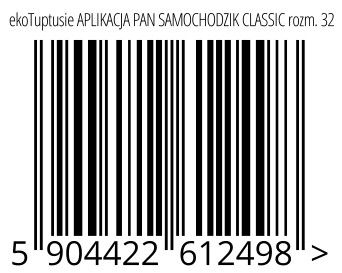 ekoTuptusie APLIKACJA PAN SAMOCHODZIK CLASSIC rozm. 32
5 904422 612498 >